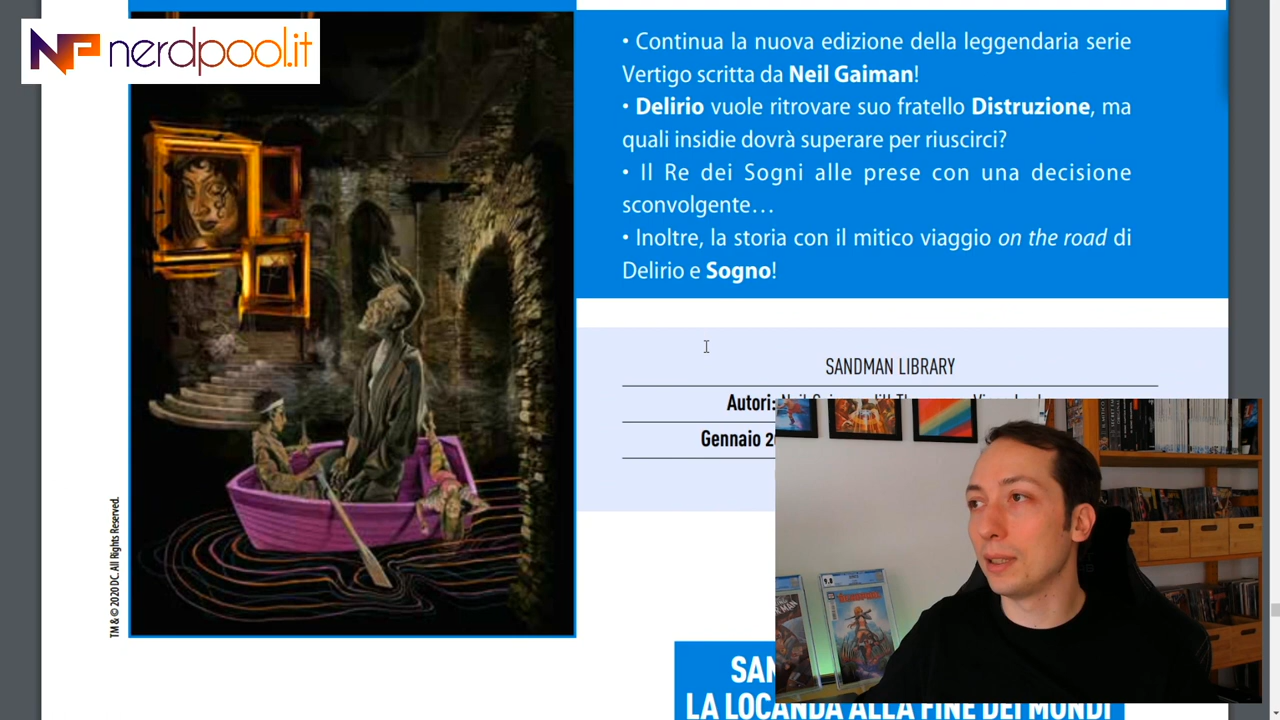 nerdpool.it
• Continua la nuova edizione della leggendaria serie
Vertigo scritta da Neil Gaiman!
• Delirio vuole ritrovare suo fratello Distruzione, ma
quali insidie dovrà superare per riuscirci?
• Il Re dei Sogni alle prese con una decisione
sconvolgente…
• Inoltre, la storia con il mitico viaggio on the road di
Delirio e Sogno!
SANDMAN LIBRARY
Autori:
Gennaio
TM & © 2020 DC. All Rights Reserved.
LA LOCANDA ALLA FINE DEI MONDI